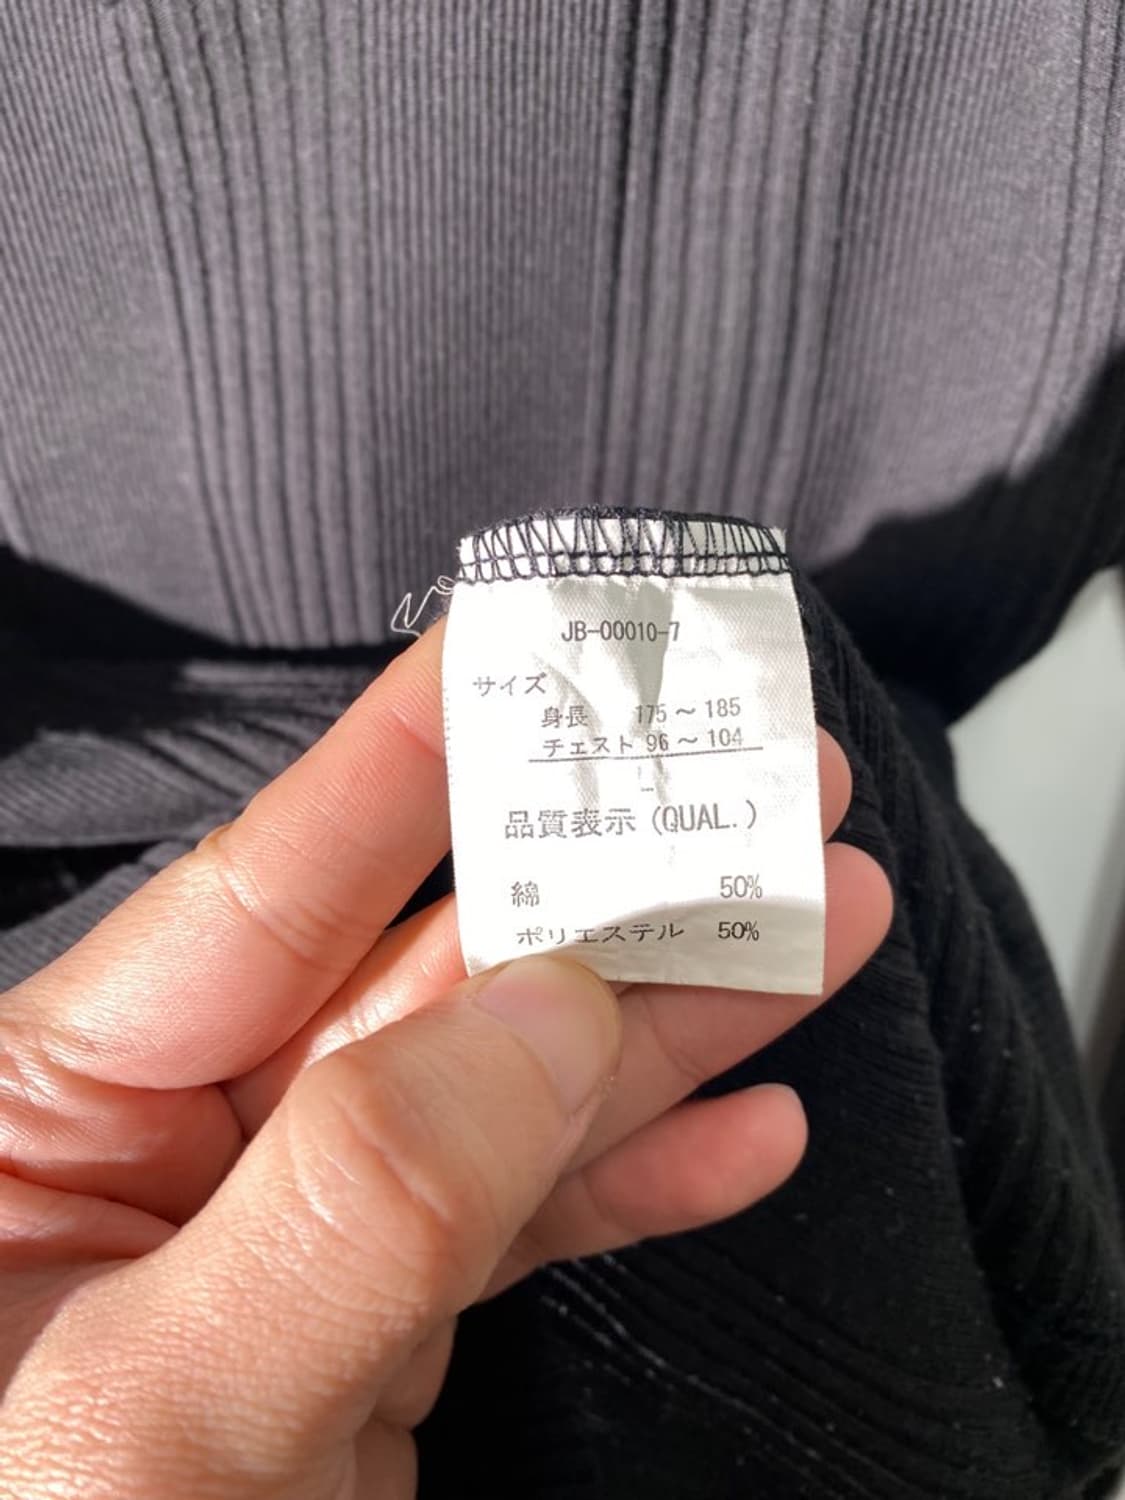 JB-00010-7
サイズ
身長 175～185
チェスト 96～104
L
品質表示 (QUAL.)
綿 50%
ポリエステル 50%